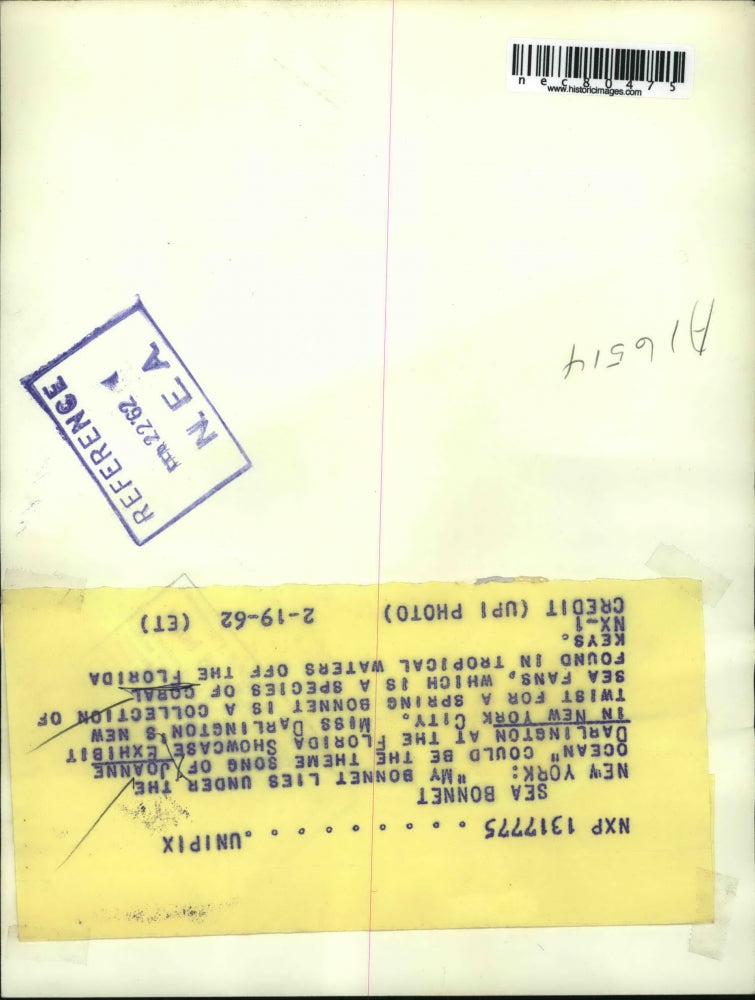 nec80475
www.historicimages.com
A16514
REFERENCE
FEB 22 '62
N. E. A.
NXP 1317775 . . . . . . . . . UNIPIX
SEA BONNET
NEW YORK: "MY BONNET LIES UNDER THE
OCEAN" COULD BE THE THEME SONG OF JOANNE
DARLINGTON AT THE FLORIDA SHOWCASE EXHIBIT
IN NEW YORK CITY. MISS DARLINGTON'S NEW
TWIST FOR A SPRING BONNET IS A COLLECTION OF
SEA FANS, WHICH IS A SPECIES OF CORAL
FOUND IN TROPICAL WATERS OFF THE FLORIDA
KEYS.
NX-1
CREDIT (UPI PHOTO) 2-19-62 (ET)